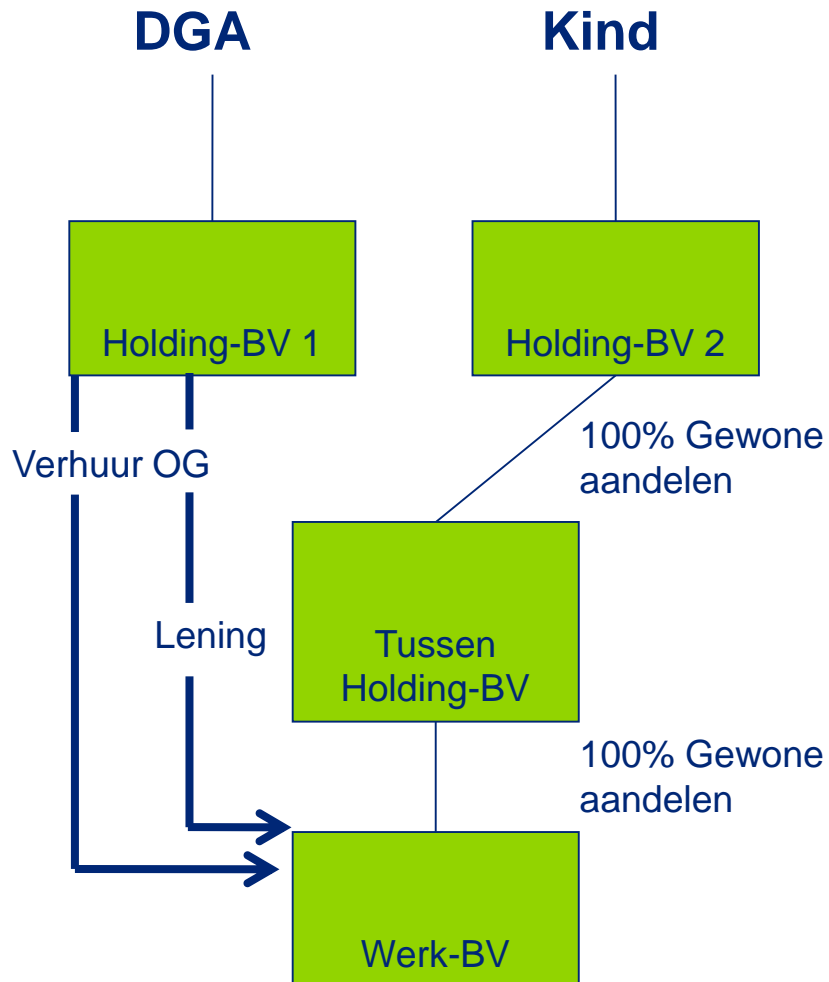 DGA
Kind
Holding-BV 1
Holding-BV 2
100% Gewone
aandelen
Verhuur OG
Lening
Tussen
Holding-BV
100% Gewone
aandelen
Werk-BV